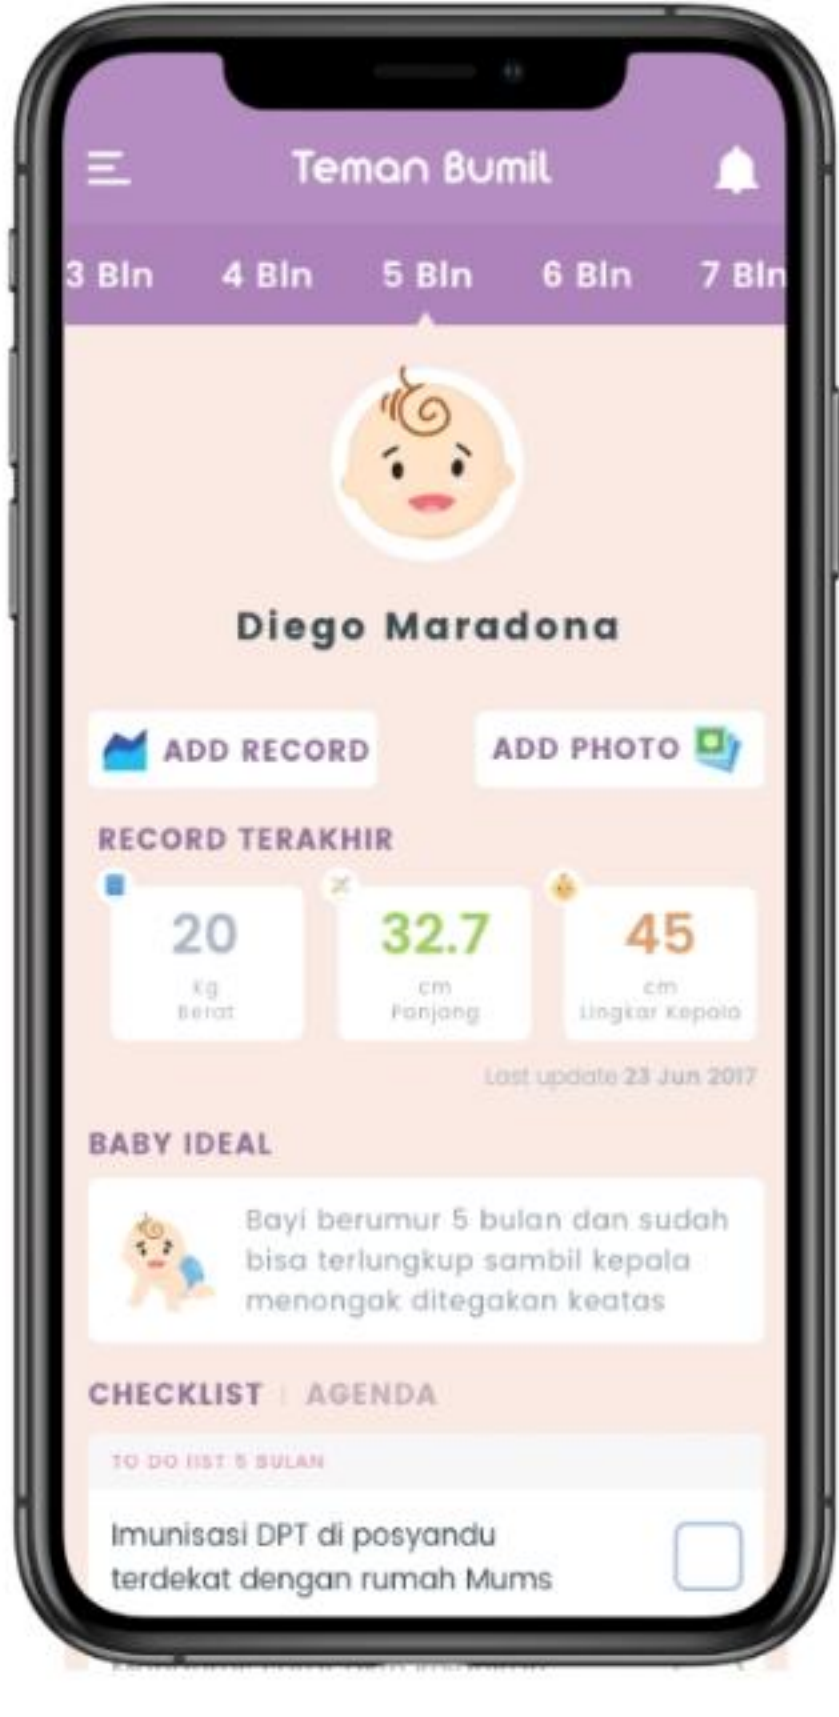 Teman Bumil
3 Bln 4 Bln 5 Bln 6 Bln 7 Bln
Diego Maradona
ADD RECORD ADD PHOTO
RECORD TERAKHIR
20 32.7 45
Kg cm cm
Berat Panjang Lingkar Kepala
Last update 23 Jun 2017
BABY IDEAL
Bayi berumur 5 bulan dan sudah
bisa terlungkup sambil kepala
menongak ditegakan keatas
CHECKLIST | AGENDA
TO DO LIST 5 BULAN
Imunisasi DPT di posyandu
terdekat dengan rumah Mums